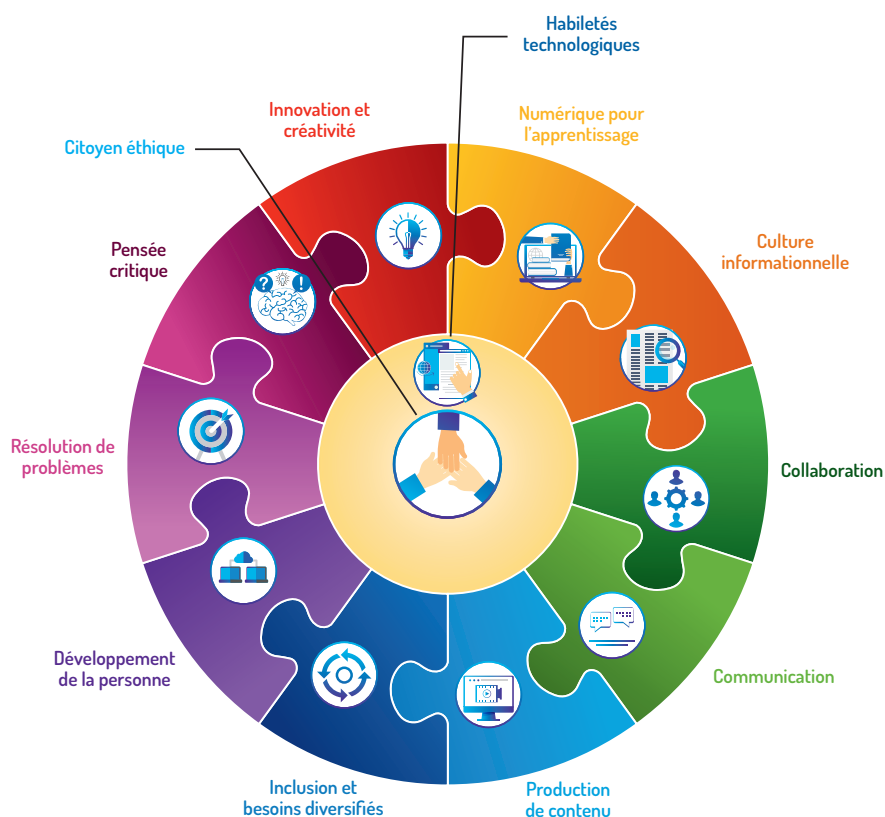 Habiletés
technologiques
Innovation et
créativité
Numérique pour
l'apprentissage
Citoyen éthique
Pensée
critique
Culture
informationnelle
? !
Résolution de
problèmes
Collaboration
Développement
de la personne
Communication
Inclusion et
besoins diversifiés
Production
de contenu